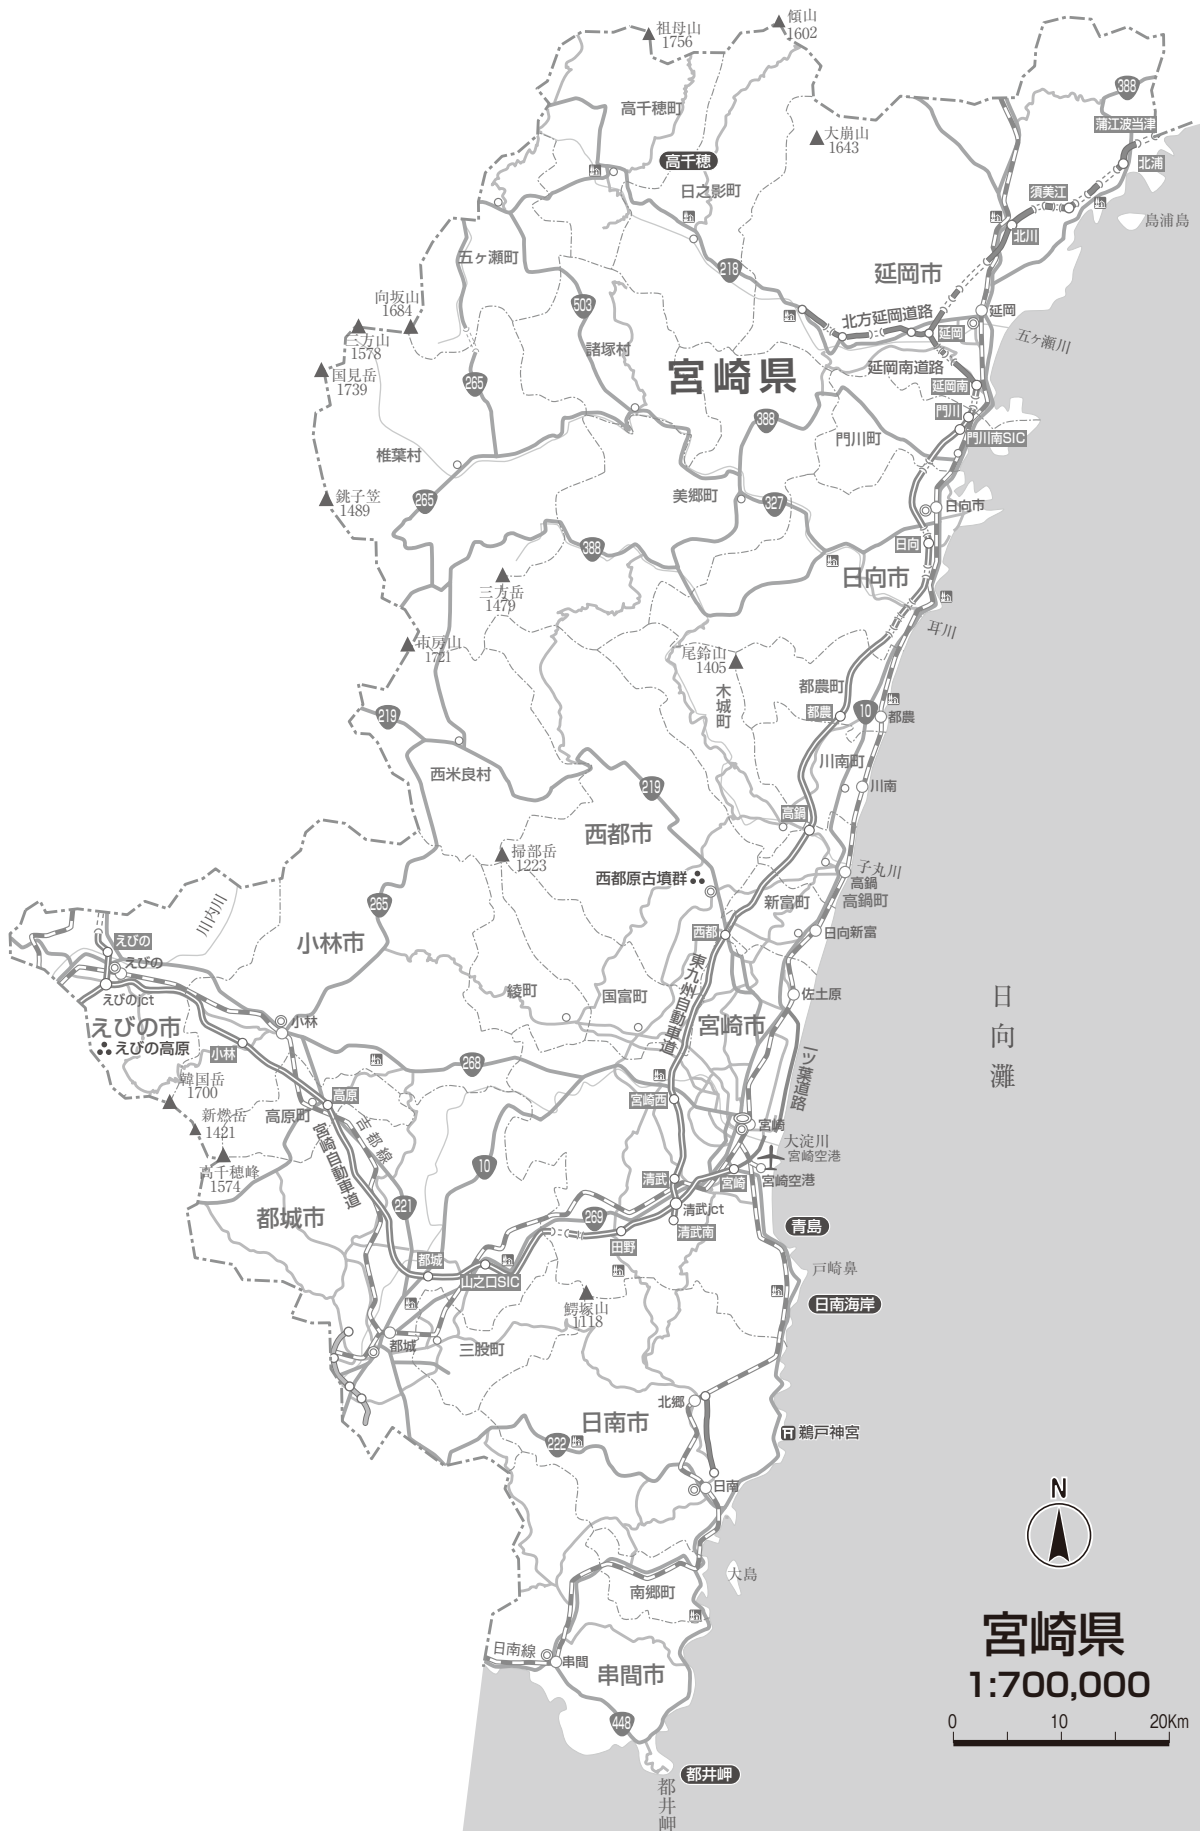 祖母山
1756
傾山
1602
388
高千穂町
大崩山
1643
蒲江波当津
高千穂
北浦
日之影町
須美江
島浦島
北川
五ヶ瀬町
218
延岡市
向坂山
1684
503
北方延岡道路
延岡
延岡
五ヶ瀬川
三方山
1578
諸塚村
延岡南道路
国見岳
1739
265
宮崎県
延岡南
388
門川
門川町
門川南SIC
椎葉村
銚子笠
1489
265
美郷町
327
日向市
388
日向
日向市
三方岳
1479
耳川
市房山
1721
尾鈴山
1405
木城町
都農町
219
都農
10
都農
西米良村
川南町
219
川南
高鍋
西都市
掃部岳
1223
子丸川
西都原古墳群
高鍋
高鍋町
265
新富町
川内川
小林市
西都
日向新富
えびの
えびの
東九州自動車道
えびのjct
綾町
国富町
佐土原
日向灘
えびの市
小林
宮崎市
えびの高原
小林
268
一ツ葉道路
韓国岳
1700
高原
宮崎西
新燃岳
1421
高原町
吉都線
宮崎
宮崎自動車道
大淀川
宮崎空港
高千穂峰
1574
10
清武
宮崎
宮崎空港
都城市
221
269
清武jct
青島
田野
清武南
都城
山之口SIC
戸崎鼻
鰐塚山
1118
日南海岸
都城
三股町
北郷
日南市
222
鵜戸神宮
日南
N
大島
南郷町
宮崎県
日南線
串間
串間市
1:700,000
448
0 10 20Km
都井岬
都井岬